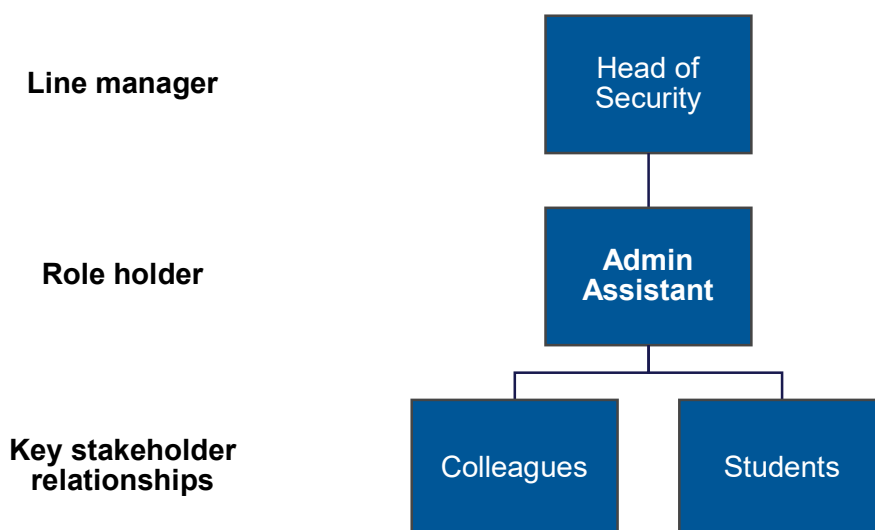 Line manager
Head of
Security
Role holder
Admin
Assistant
Key stakeholder
relationships
Colleagues
Students